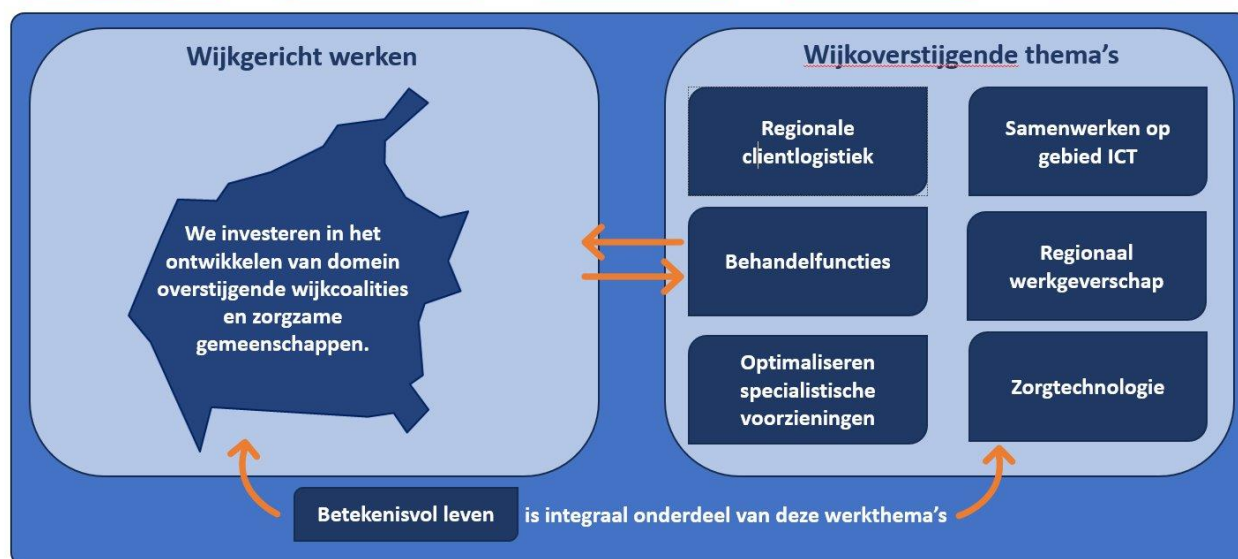 Wijkgericht werken
We investeren in het
ontwikkelen van domein
overstijgende wijkcoalities
en zorgzame
gemeenschappen.
Wijkoverstijgende thema's
Regionale
clientlogistiek
Samenwerken op
gebied ICT
Behandelfuncties
Regionaal
werkgeverschap
Optimaliseren
specialistische
voorzieningen
Zorgtechnologie
Betekenisvol leven is integraal onderdeel van deze werkthema's